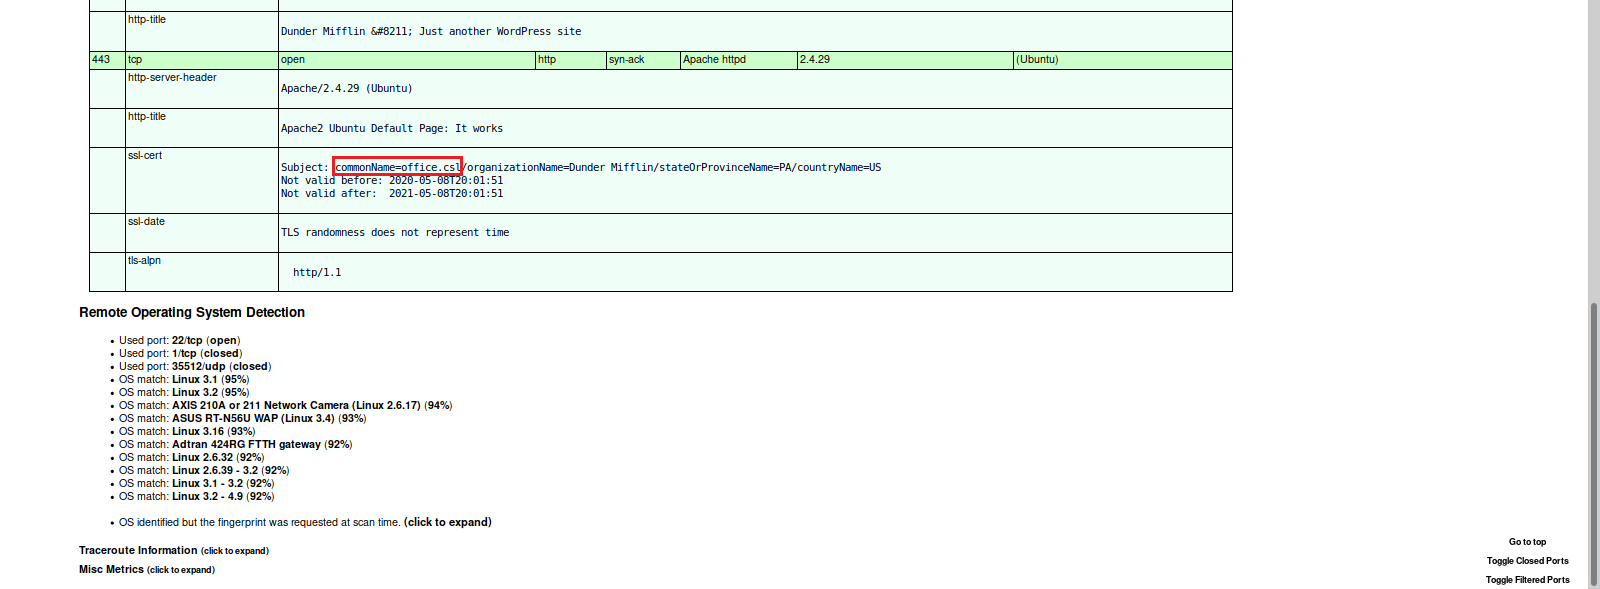 http-title
Dunder Mifflin &#8211; Just another WordPress site
443 tcp open http syn-ack Apache httpd 2.4.29 (Ubuntu)
http-server-header
Apache/2.4.29 (Ubuntu)
http-title
Apache2 Ubuntu Default Page: It works
ssl-cert
Subject: commonName=office.csl/organizationName=Dunder Mifflin/stateOrProvinceName=PA/countryName=US
Not valid before: 2020-05-08T20:01:51
Not valid after:  2021-05-08T20:01:51
ssl-date
TLS randomness does not represent time
tls-alpn
http/1.1
Remote Operating System Detection
• Used port: 22/tcp (open)
• Used port: 1/tcp (closed)
• Used port: 35512/udp (closed)
• OS match: Linux 3.1 (95%)
• OS match: Linux 3.2 (95%)
• OS match: AXIS 210A or 211 Network Camera (Linux 2.6.17) (94%)
• OS match: ASUS RT-N56U WAP (Linux 3.4) (93%)
• OS match: Linux 3.16 (93%)
• OS match: Adtran 424RG FTTH gateway (92%)
• OS match: Linux 2.6.32 (92%)
• OS match: Linux 2.6.39 - 3.2 (92%)
• OS match: Linux 3.1 - 3.2 (92%)
• OS match: Linux 3.2 - 4.9 (92%)
• OS identified but the fingerprint was requested at scan time. (click to expand)
Traceroute Information (click to expand)
Misc Metrics (click to expand)
Go to top
Toggle Closed Ports
Toggle Filtered Ports